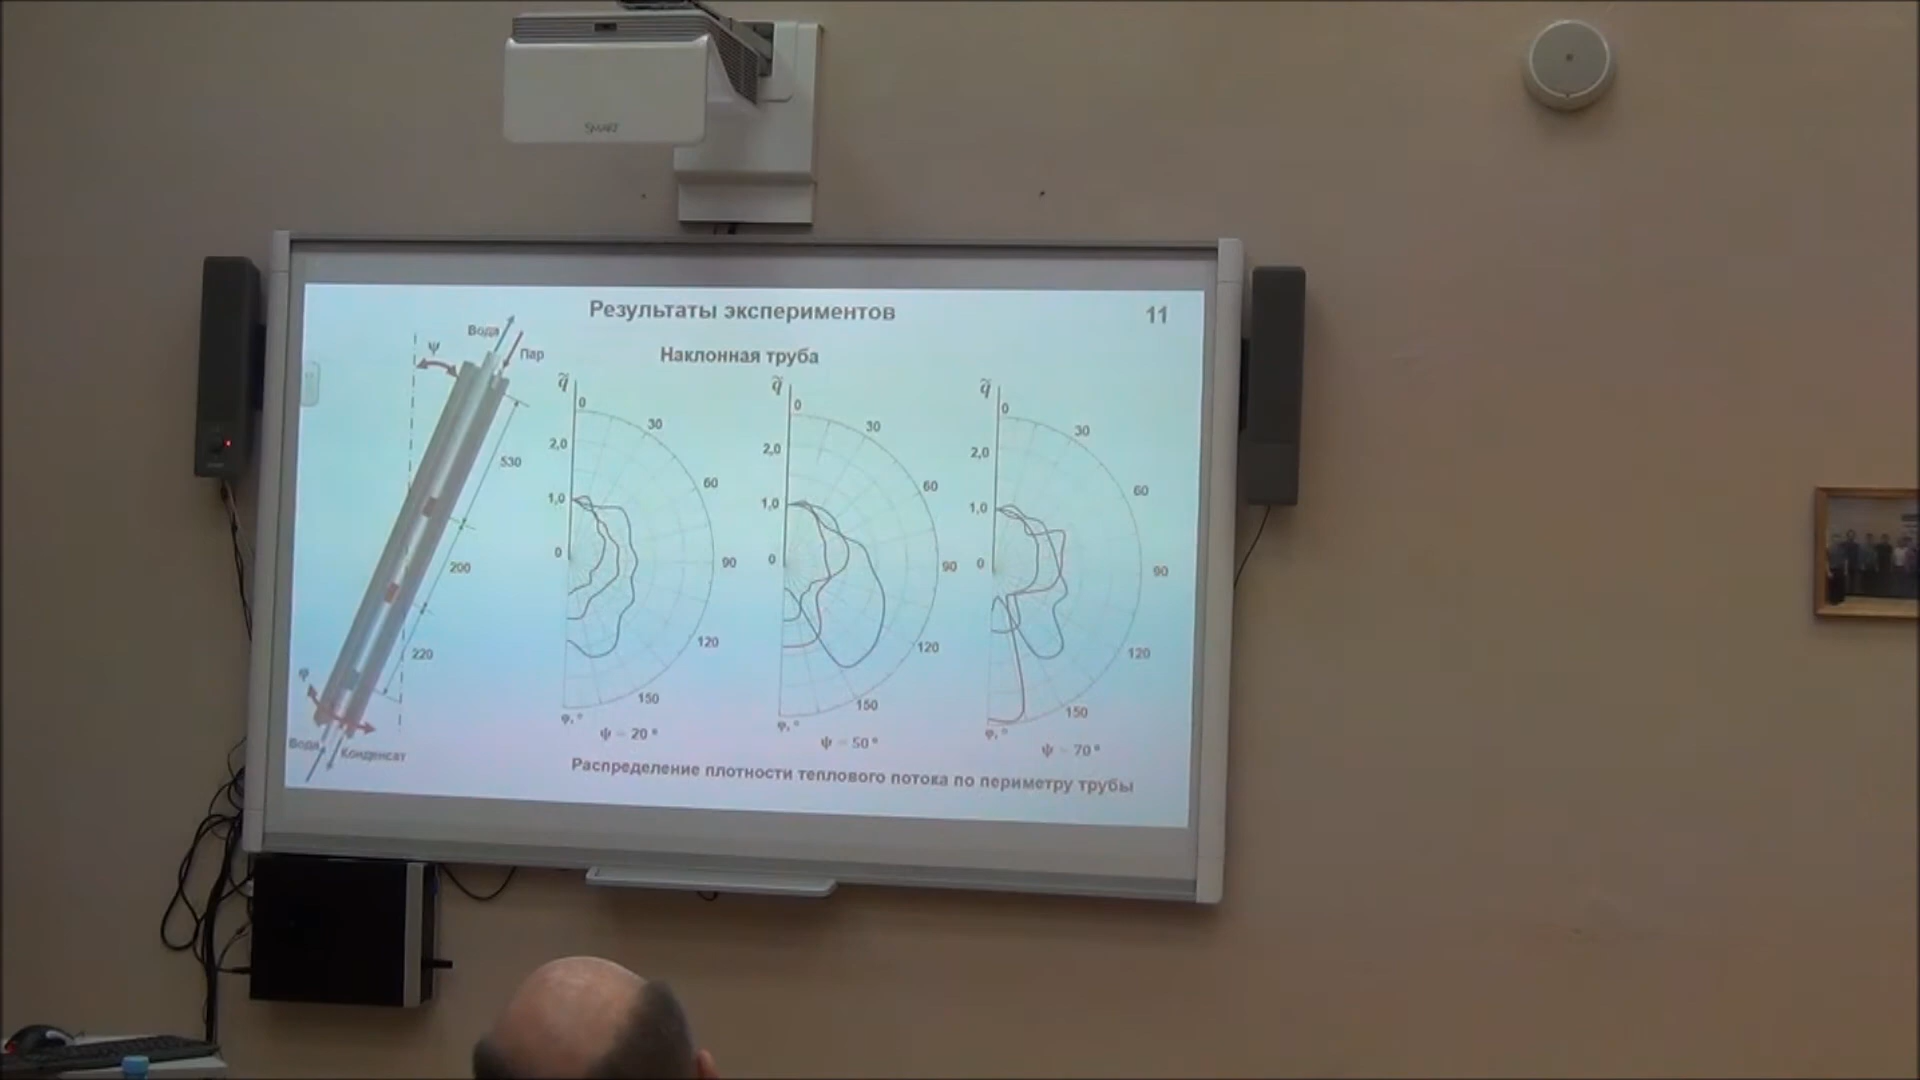 SMART
Результаты экспериментов
11
Наклонная труба
Вода
Пар
ψ
530
200
220
φ
Вода
Конденсат
q̃
0
30
2,0
60
1,0
0
90
120
150
φ, °
ψ = 20 °
q̃
0
30
2,0
60
1,0
0
90
120
150
φ, °
ψ = 50 °
q̃
0
30
2,0
60
1,0
0
90
120
150
φ, °
ψ = 70 °
Распределение плотности теплового потока по периметру трубы